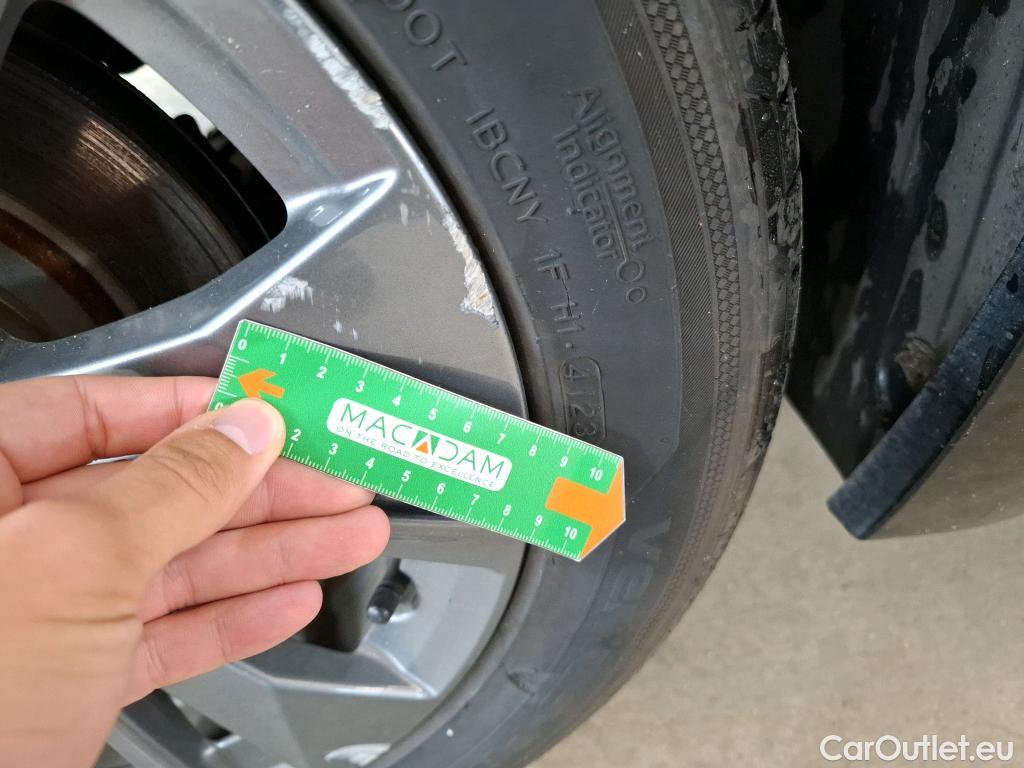 DOT 1BCNY 1F H1 · 4123
Alignment
Indicator
0 1 2 3 4 5 6 7 8 9 10
MACADAM
ON THE ROAD TO EXCELLENCE
2 3 4 5 6 7 8 9 10
CarOutlet.eu